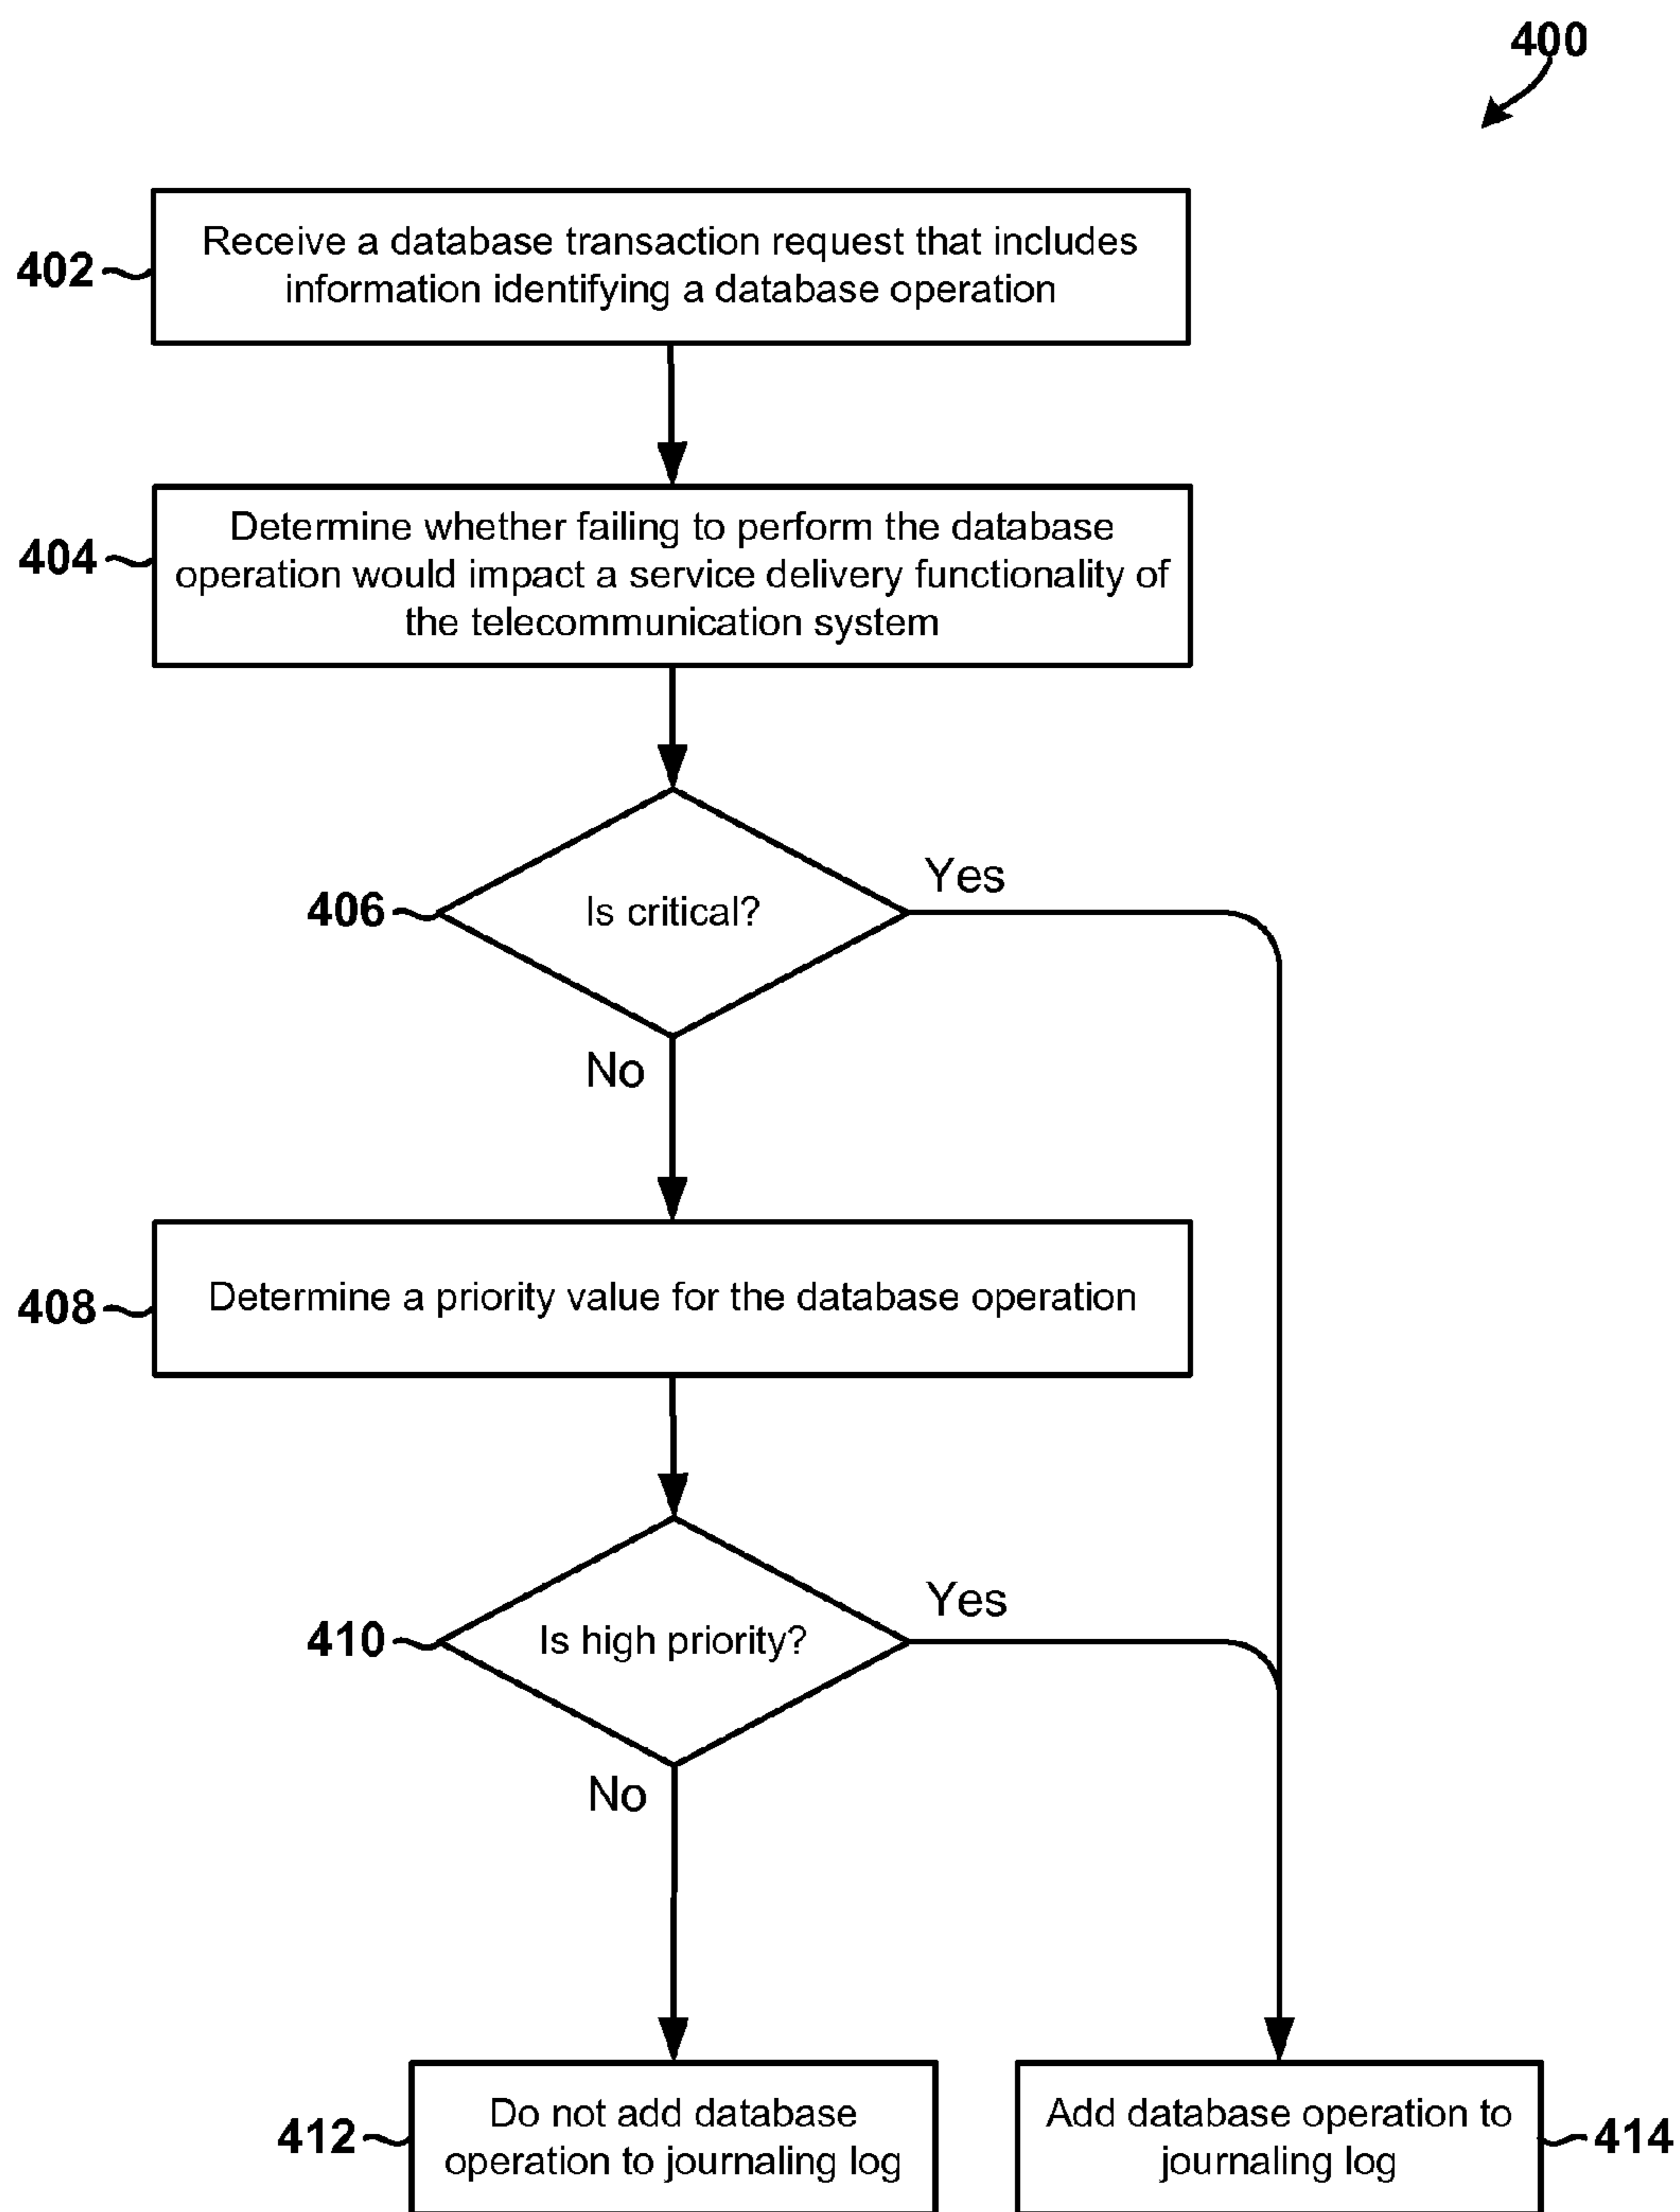 400
402
Receive a database transaction request that includes
information identifying a database operation
404
Determine whether failing to perform the database
operation would impact a service delivery functionality of
the telecommunication system
406
Is critical?
Yes
No
408
Determine a priority value for the database operation
410
Is high priority?
Yes
No
412
Do not add database
operation to journaling log
Add database operation to
journaling log
414